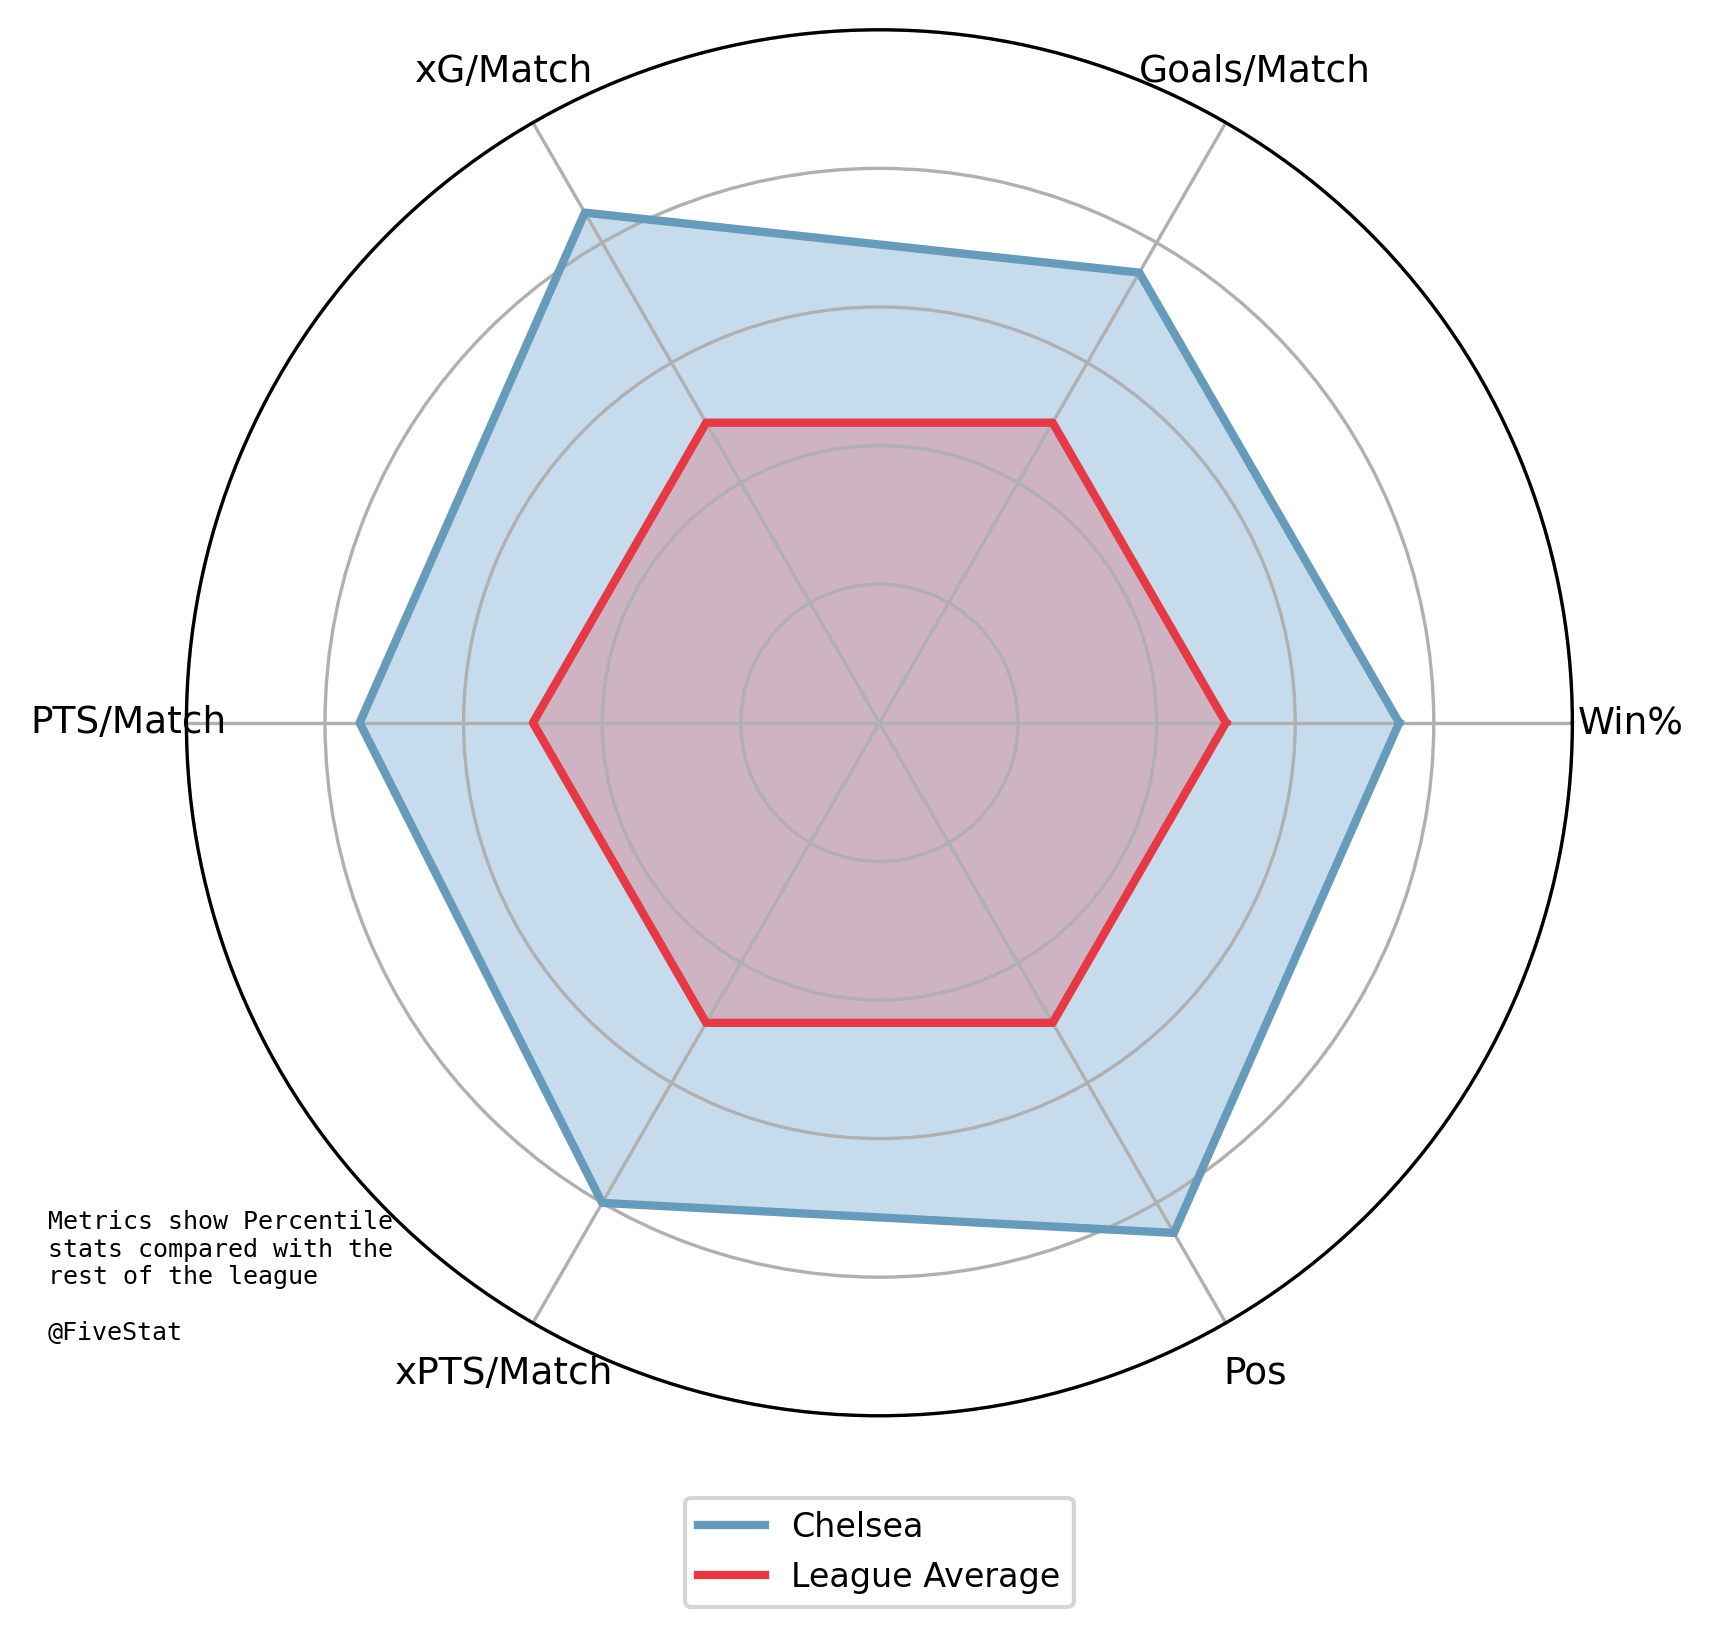 xG/Match
Goals/Match
PTS/Match
Win%
Metrics show Percentile
stats compared with the
rest of the league
@FiveStat
xPTS/Match
Pos
Chelsea
League Average